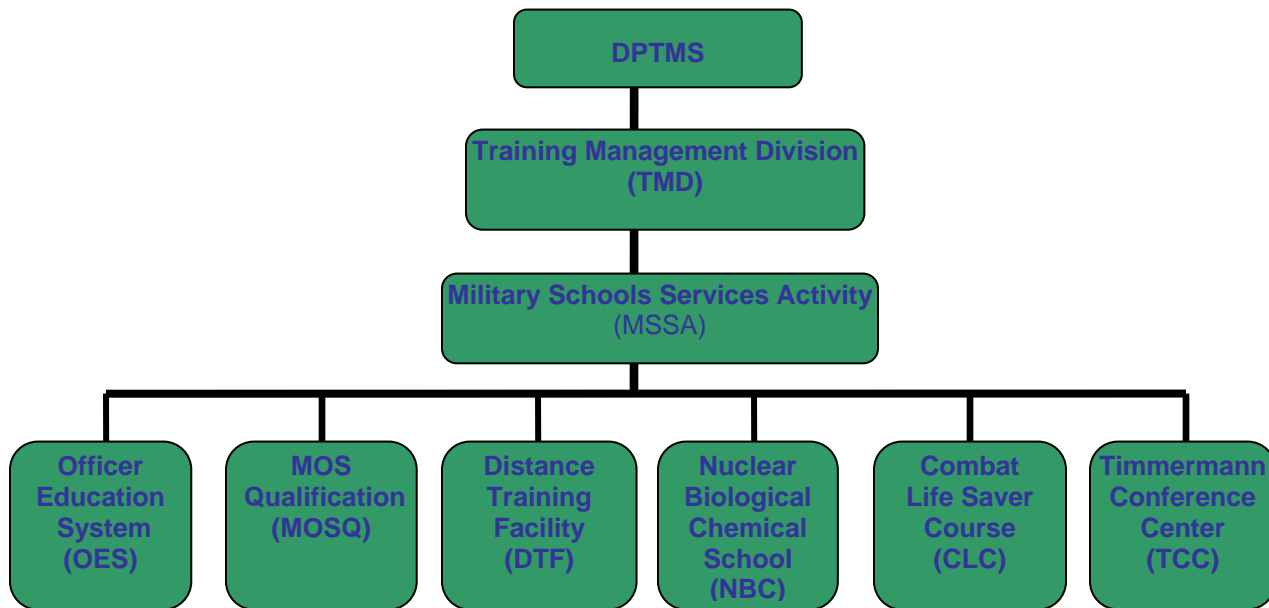 DPTMS
Training Management Division
(TMD)
Military Schools Services Activity
(MSSA)
Officer
Education
System
(OES)
MOS
Qualification
(MOSQ)
Distance
Training
Facility
(DTF)
Nuclear
Biological
Chemical
School
(NBC)
Combat
Life Saver
Course
(CLC)
Timmermann
Conference
Center
(TCC)